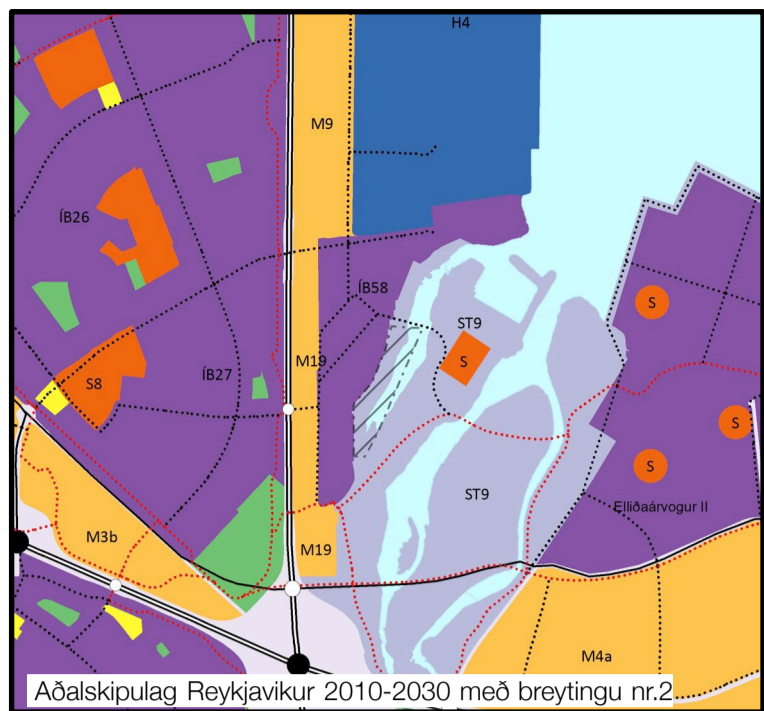 H4
M9
ÍB26
ÍB58
S
ST9
M19
S
S8
ÍB27
S
S
ST9
Elliðaárvogur II
M3b
M19
M4a
Aðalskipulag Reykjavikur 2010-2030 með breytingu nr.2